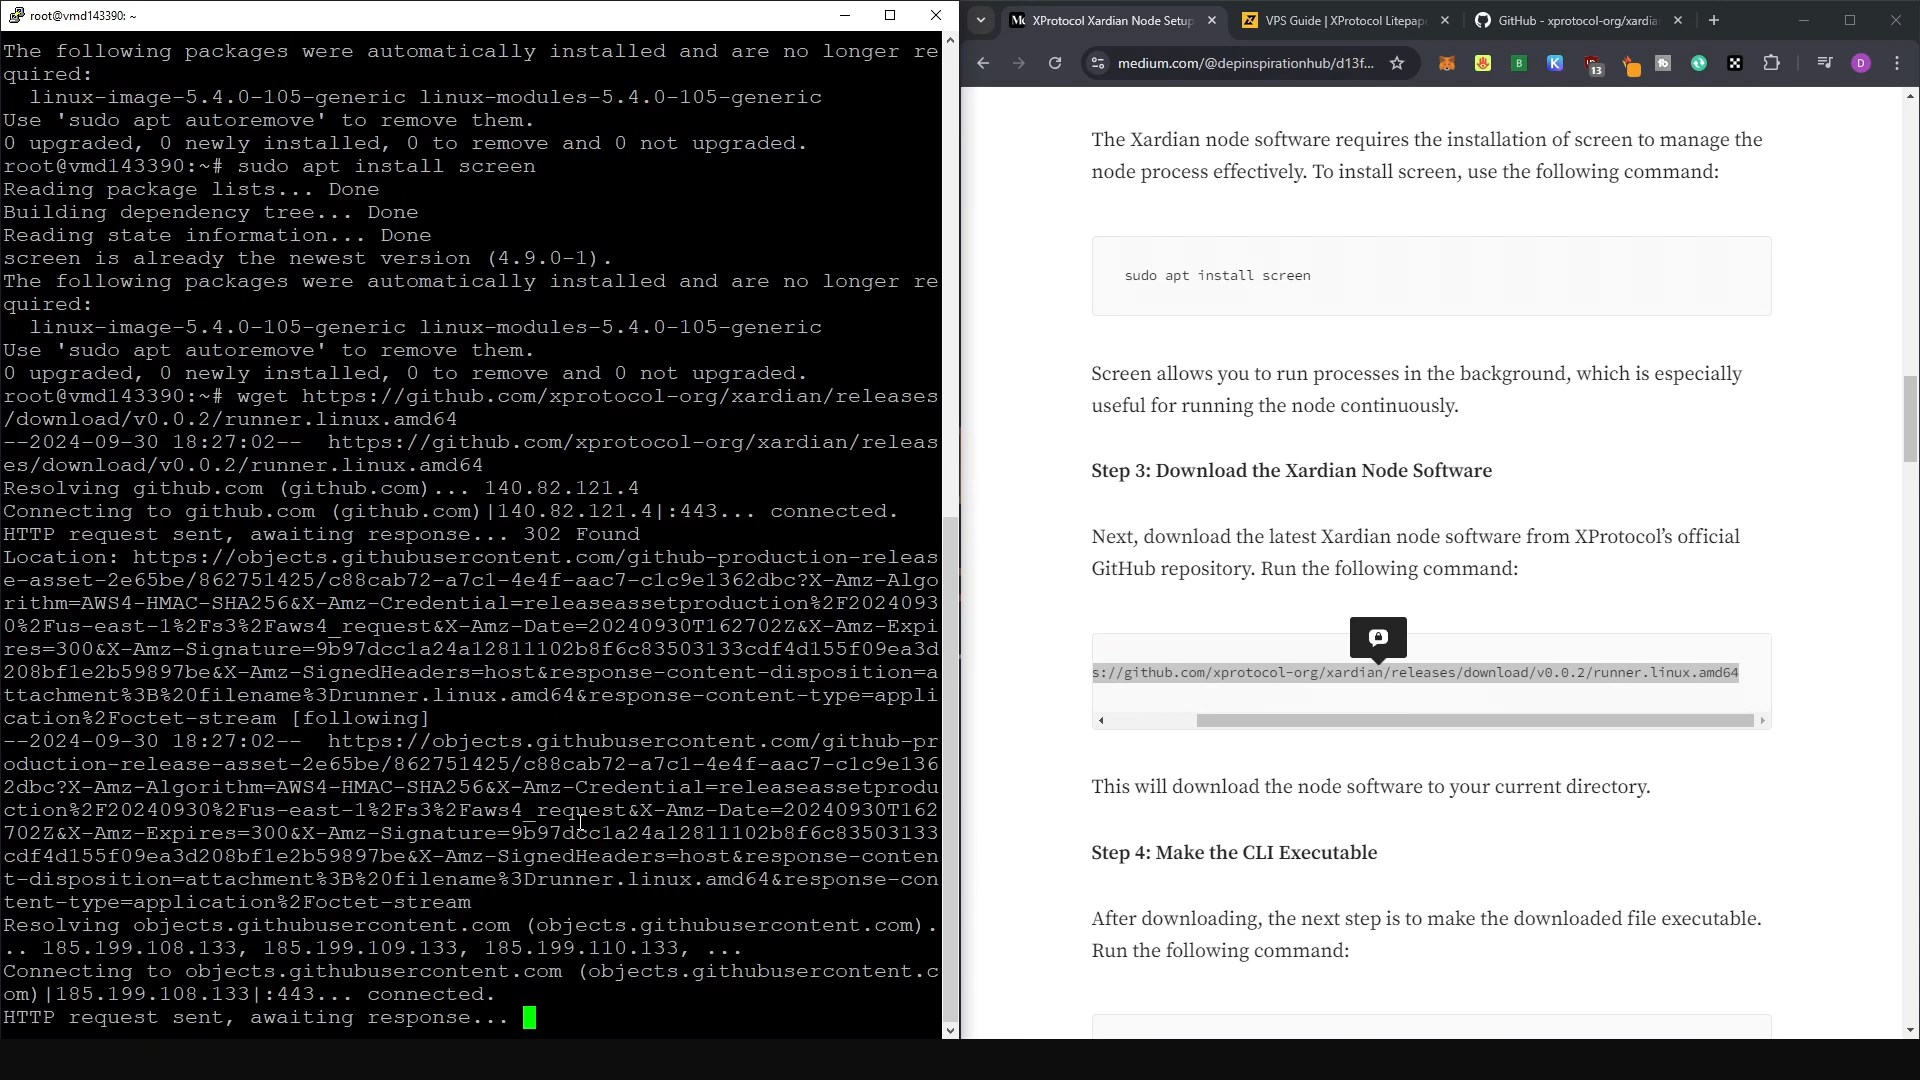 root@vmd143390: ~
The following packages were automatically installed and are no longer re
quired:
  linux-image-5.4.0-105-generic linux-modules-5.4.0-105-generic
Use 'sudo apt autoremove' to remove them.
0 upgraded, 0 newly installed, 0 to remove and 0 not upgraded.
root@vmd143390:~# sudo apt install screen
Reading package lists... Done
Building dependency tree... Done
Reading state information... Done
screen is already the newest version (4.9.0-1).
The following packages were automatically installed and are no longer re
quired:
  linux-image-5.4.0-105-generic linux-modules-5.4.0-105-generic
Use 'sudo apt autoremove' to remove them.
0 upgraded, 0 newly installed, 0 to remove and 0 not upgraded.
root@vmd143390:~# wget https://github.com/xprotocol-org/xardian/releases
/download/v0.0.2/runner.linux.amd64
--2024-09-30 18:27:02--  https://github.com/xprotocol-org/xardian/releas
es/download/v0.0.2/runner.linux.amd64
Resolving github.com (github.com)... 140.82.121.4
Connecting to github.com (github.com)|140.82.121.4|:443... connected.
HTTP request sent, awaiting response... 302 Found
Location: https://objects.githubusercontent.com/github-production-releas
e-asset-2e65be/862751425/c88cab72-a7c1-4e4f-aac7-c1c9e1362dbc?X-Amz-Algo
rithm=AWS4-HMAC-SHA256&X-Amz-Credential=releaseassetproduction%2F2024093
0%2Fus-east-1%2Fs3%2Faws4_request&X-Amz-Date=20240930T162702Z&X-Amz-Expi
res=300&X-Amz-Signature=9b97dcc1a24a12811102b8f6c83503133cdf4d155f09ea3d
208bf1e2b59897be&X-Amz-SignedHeaders=host&response-content-disposition=a
ttachment%3B%20filename%3Drunner.linux.amd64&response-content-type=appli
cation%2Foctet-stream [following]
--2024-09-30 18:27:02--  https://objects.githubusercontent.com/github-pr
oduction-release-asset-2e65be/862751425/c88cab72-a7c1-4e4f-aac7-c1c9e136
2dbc?X-Amz-Algorithm=AWS4-HMAC-SHA256&X-Amz-Credential=releaseassetprodu
ction%2F20240930%2Fus-east-1%2Fs3%2Faws4_request&X-Amz-Date=20240930T162
702Z&X-Amz-Expires=300&X-Amz-Signature=9b97dcc1a24a12811102b8f6c83503133
cdf4d155f09ea3d208bf1e2b59897be&X-Amz-SignedHeaders=host&response-conten
t-disposition=attachment%3B%20filename%3Drunner.linux.amd64&response-con
tent-type=application%2Foctet-stream
Resolving objects.githubusercontent.com (objects.githubusercontent.com).
.. 185.199.108.133, 185.199.109.133, 185.199.110.133, ...
Connecting to objects.githubusercontent.com (objects.githubusercontent.c
om)|185.199.108.133|:443... connected.
HTTP request sent, awaiting response...
XProtocol Xardian Node Setup
VPS Guide | XProtocol Litepape
GitHub - xprotocol-org/xardia
medium.com/@depinspirationhub/d13f...
B
K
13
D
The Xardian node software requires the installation of screen to manage the
node process effectively. To install screen, use the following command:
sudo apt install screen
Screen allows you to run processes in the background, which is especially
useful for running the node continuously.
Step 3: Download the Xardian Node Software
Next, download the latest Xardian node software from XProtocol’s official
GitHub repository. Run the following command:
s://github.com/xprotocol-org/xardian/releases/download/v0.0.2/runner.linux.amd64
This will download the node software to your current directory.
Step 4: Make the CLI Executable
After downloading, the next step is to make the downloaded file executable.
Run the following command: